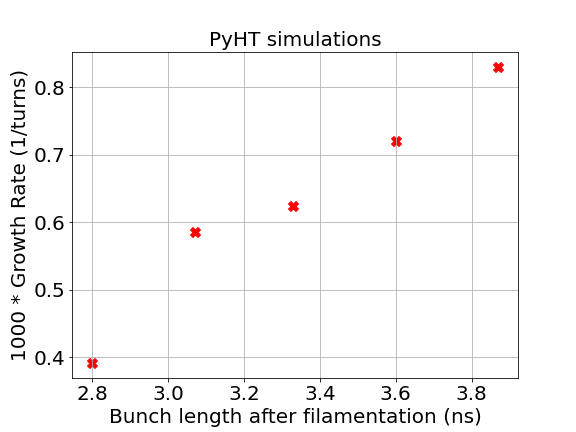 PyHT simulations
1000 * Growth Rate (1/turns)
0.8
0.7
0.6
0.5
0.4
2.8 3.0 3.2 3.4 3.6 3.8
Bunch length after filamentation (ns)